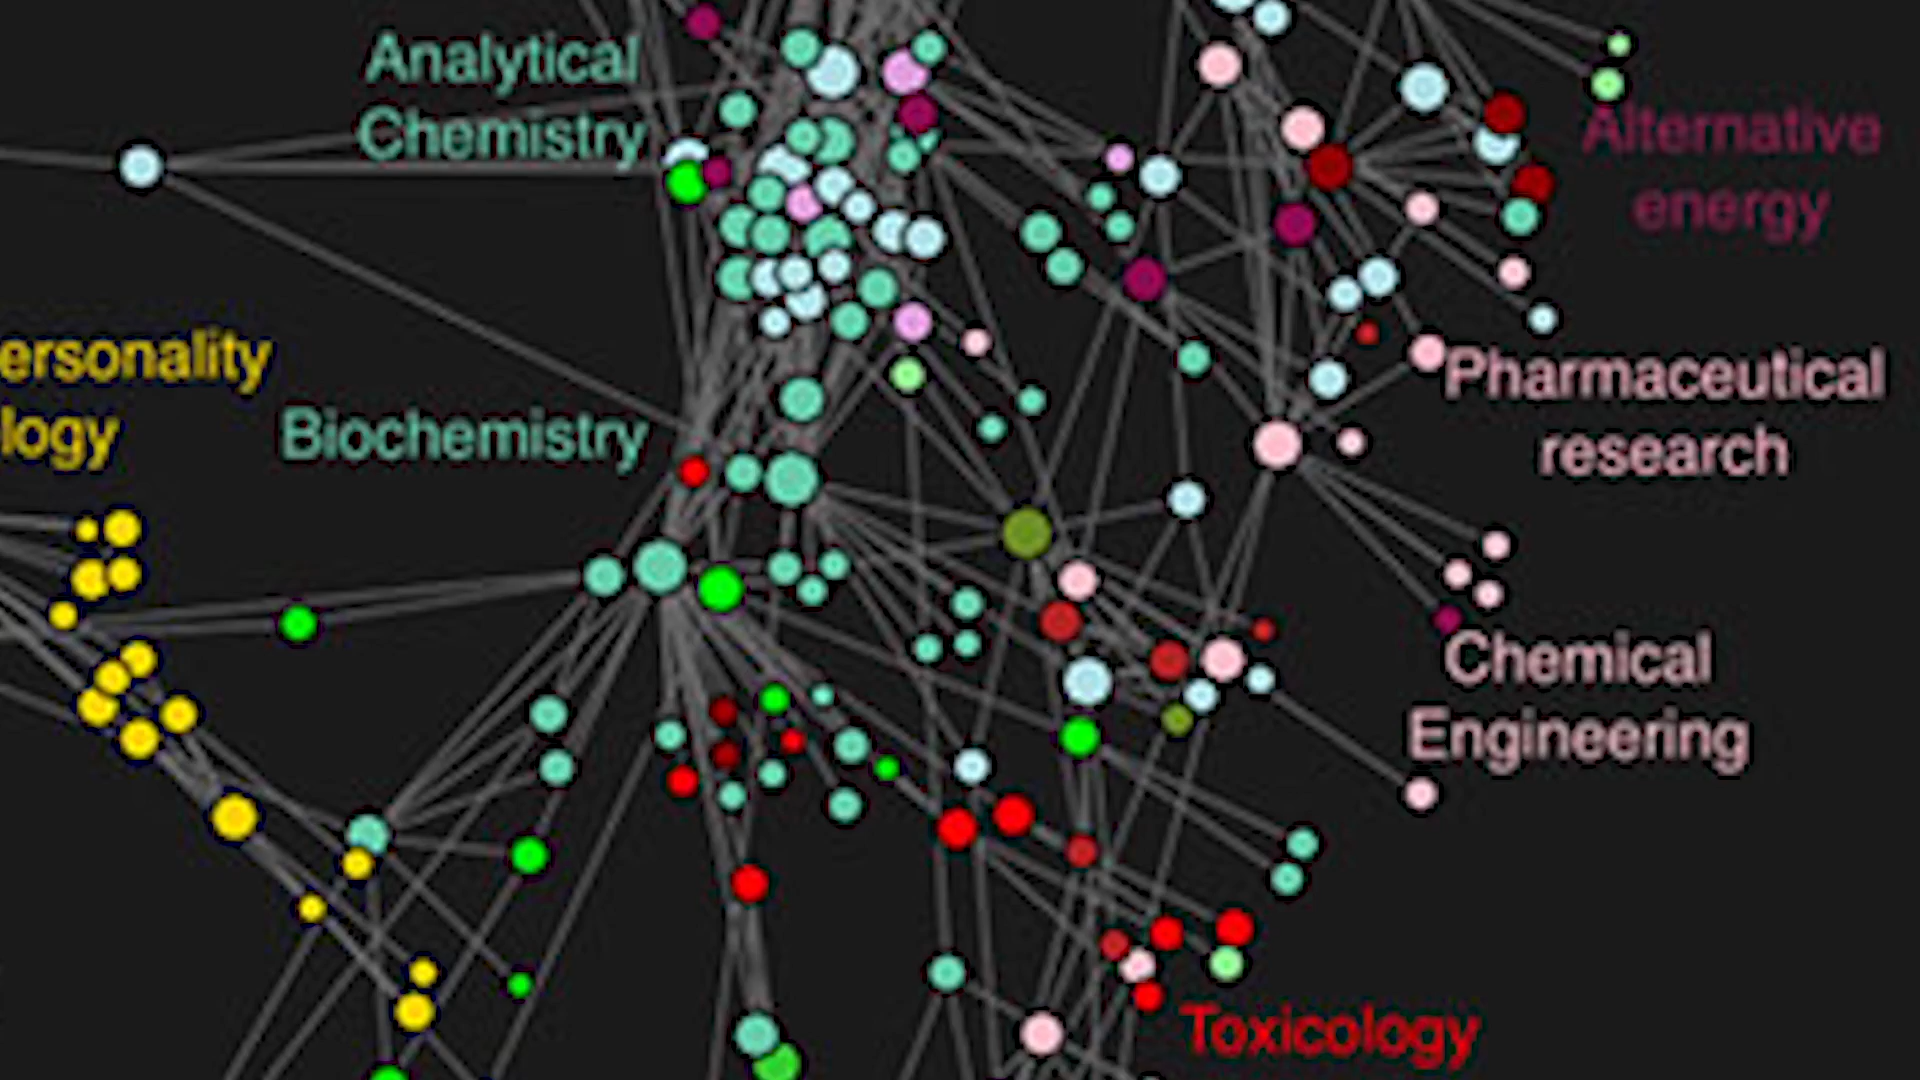 Analytical
Chemistry
Alternative
energy
ersonality
logy
Biochemistry
Pharmaceutical
research
Chemical
Engineering
Toxicology